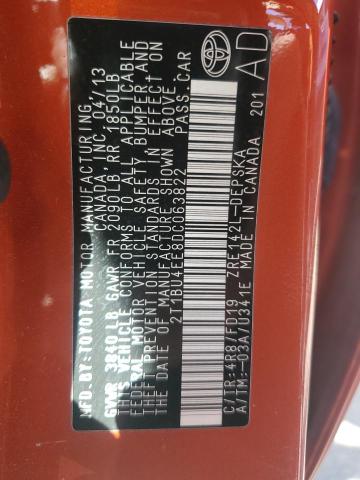 MFD.BY:TOYOTA MOTOR MANUFACTURING
CANADA INC. 04/13
GVWR 3840LB GAWR FR 2090LB RR 1850LB
THIS VEHICLE CONFORMS TO ALL APPLICABLE
FEDERAL MOTOR VEHICLE SAFETY, BUMPER, AND
THEFT PREVENTION STANDARDS IN EFFECT ON
THE DATE OF MANUFACTURE SHOWN ABOVE.
2T1BU4EE8DC063822 PASS.CAR
C/TR:4R8/FD19 ZRE142L-DEPSKA
A/TM:-03A/U341E MADE IN CANADA 201
TOYOTA
AD